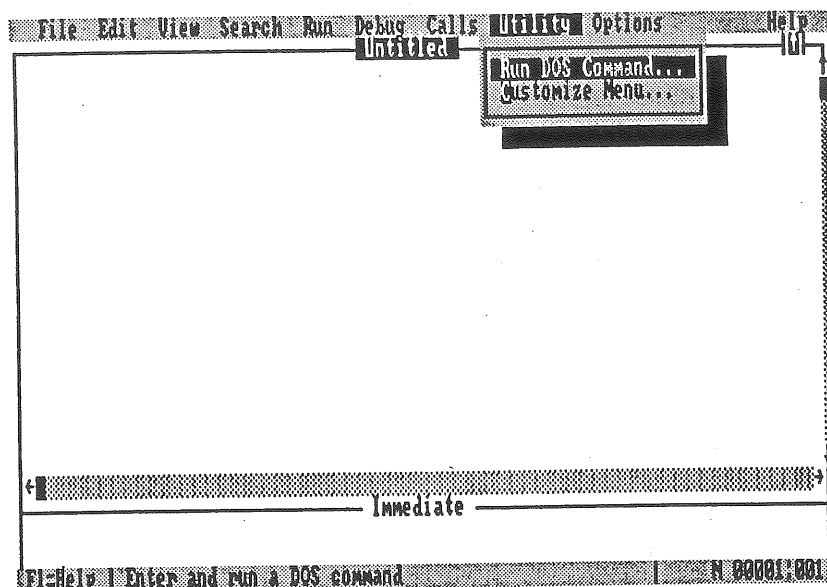 File Edit View Search Run Debug Calls Utility Options Help
Untitled
Run DOS Command...
Customize Menu...
Immediate
F1=Help | Enter and run a DOS command N 00001:001